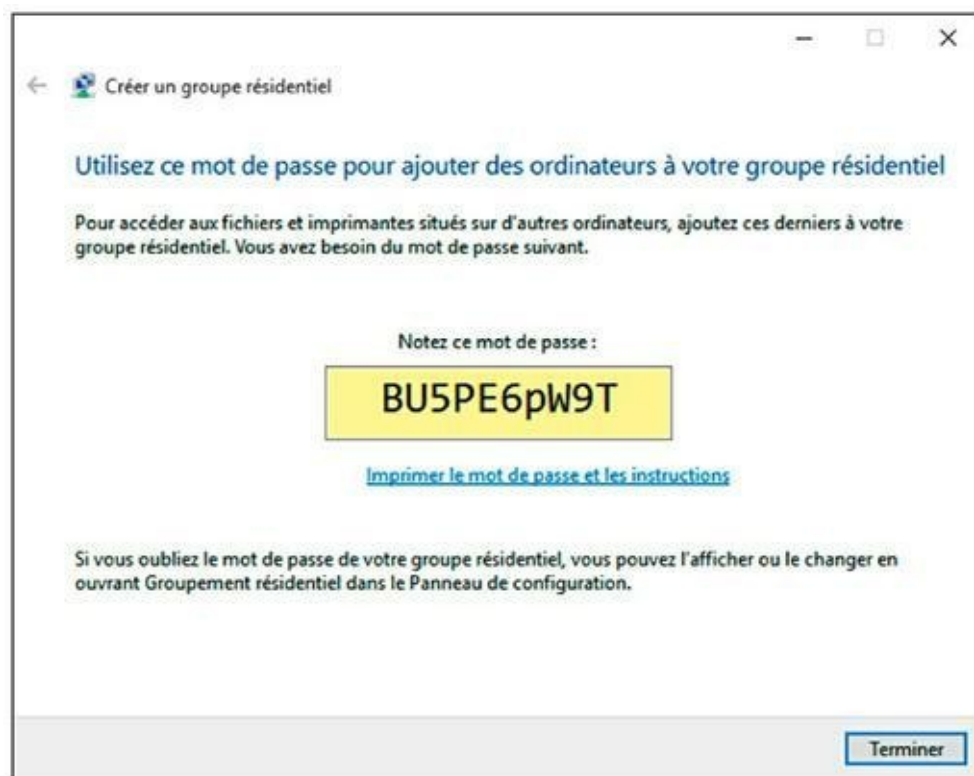 Créer un groupe résidentiel
Utilisez ce mot de passe pour ajouter des ordinateurs à votre groupe résidentiel
Pour accéder aux fichiers et imprimantes situés sur d'autres ordinateurs, ajoutez ces derniers à votre
groupe résidentiel. Vous avez besoin du mot de passe suivant.
Notez ce mot de passe :
BU5PE6pW9T
Imprimer le mot de passe et les instructions
Si vous oubliez le mot de passe de votre groupe résidentiel, vous pouvez l'afficher ou le changer en
ouvrant Groupement résidentiel dans le Panneau de configuration.
Terminer